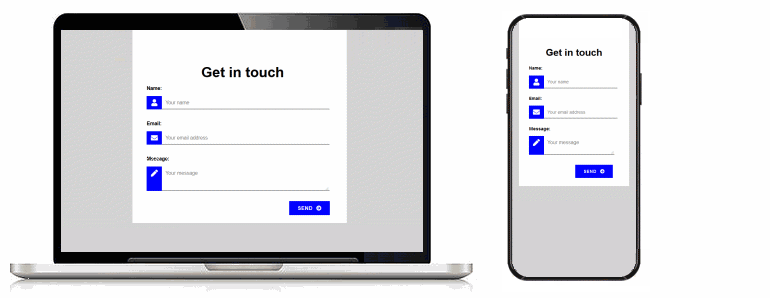 Get in touch
Name:
Your name
Email:
Your email address
Message:
Your message
SEND
Get in touch
Name:
Your name
Email:
Your email address
Message:
Your message
SEND